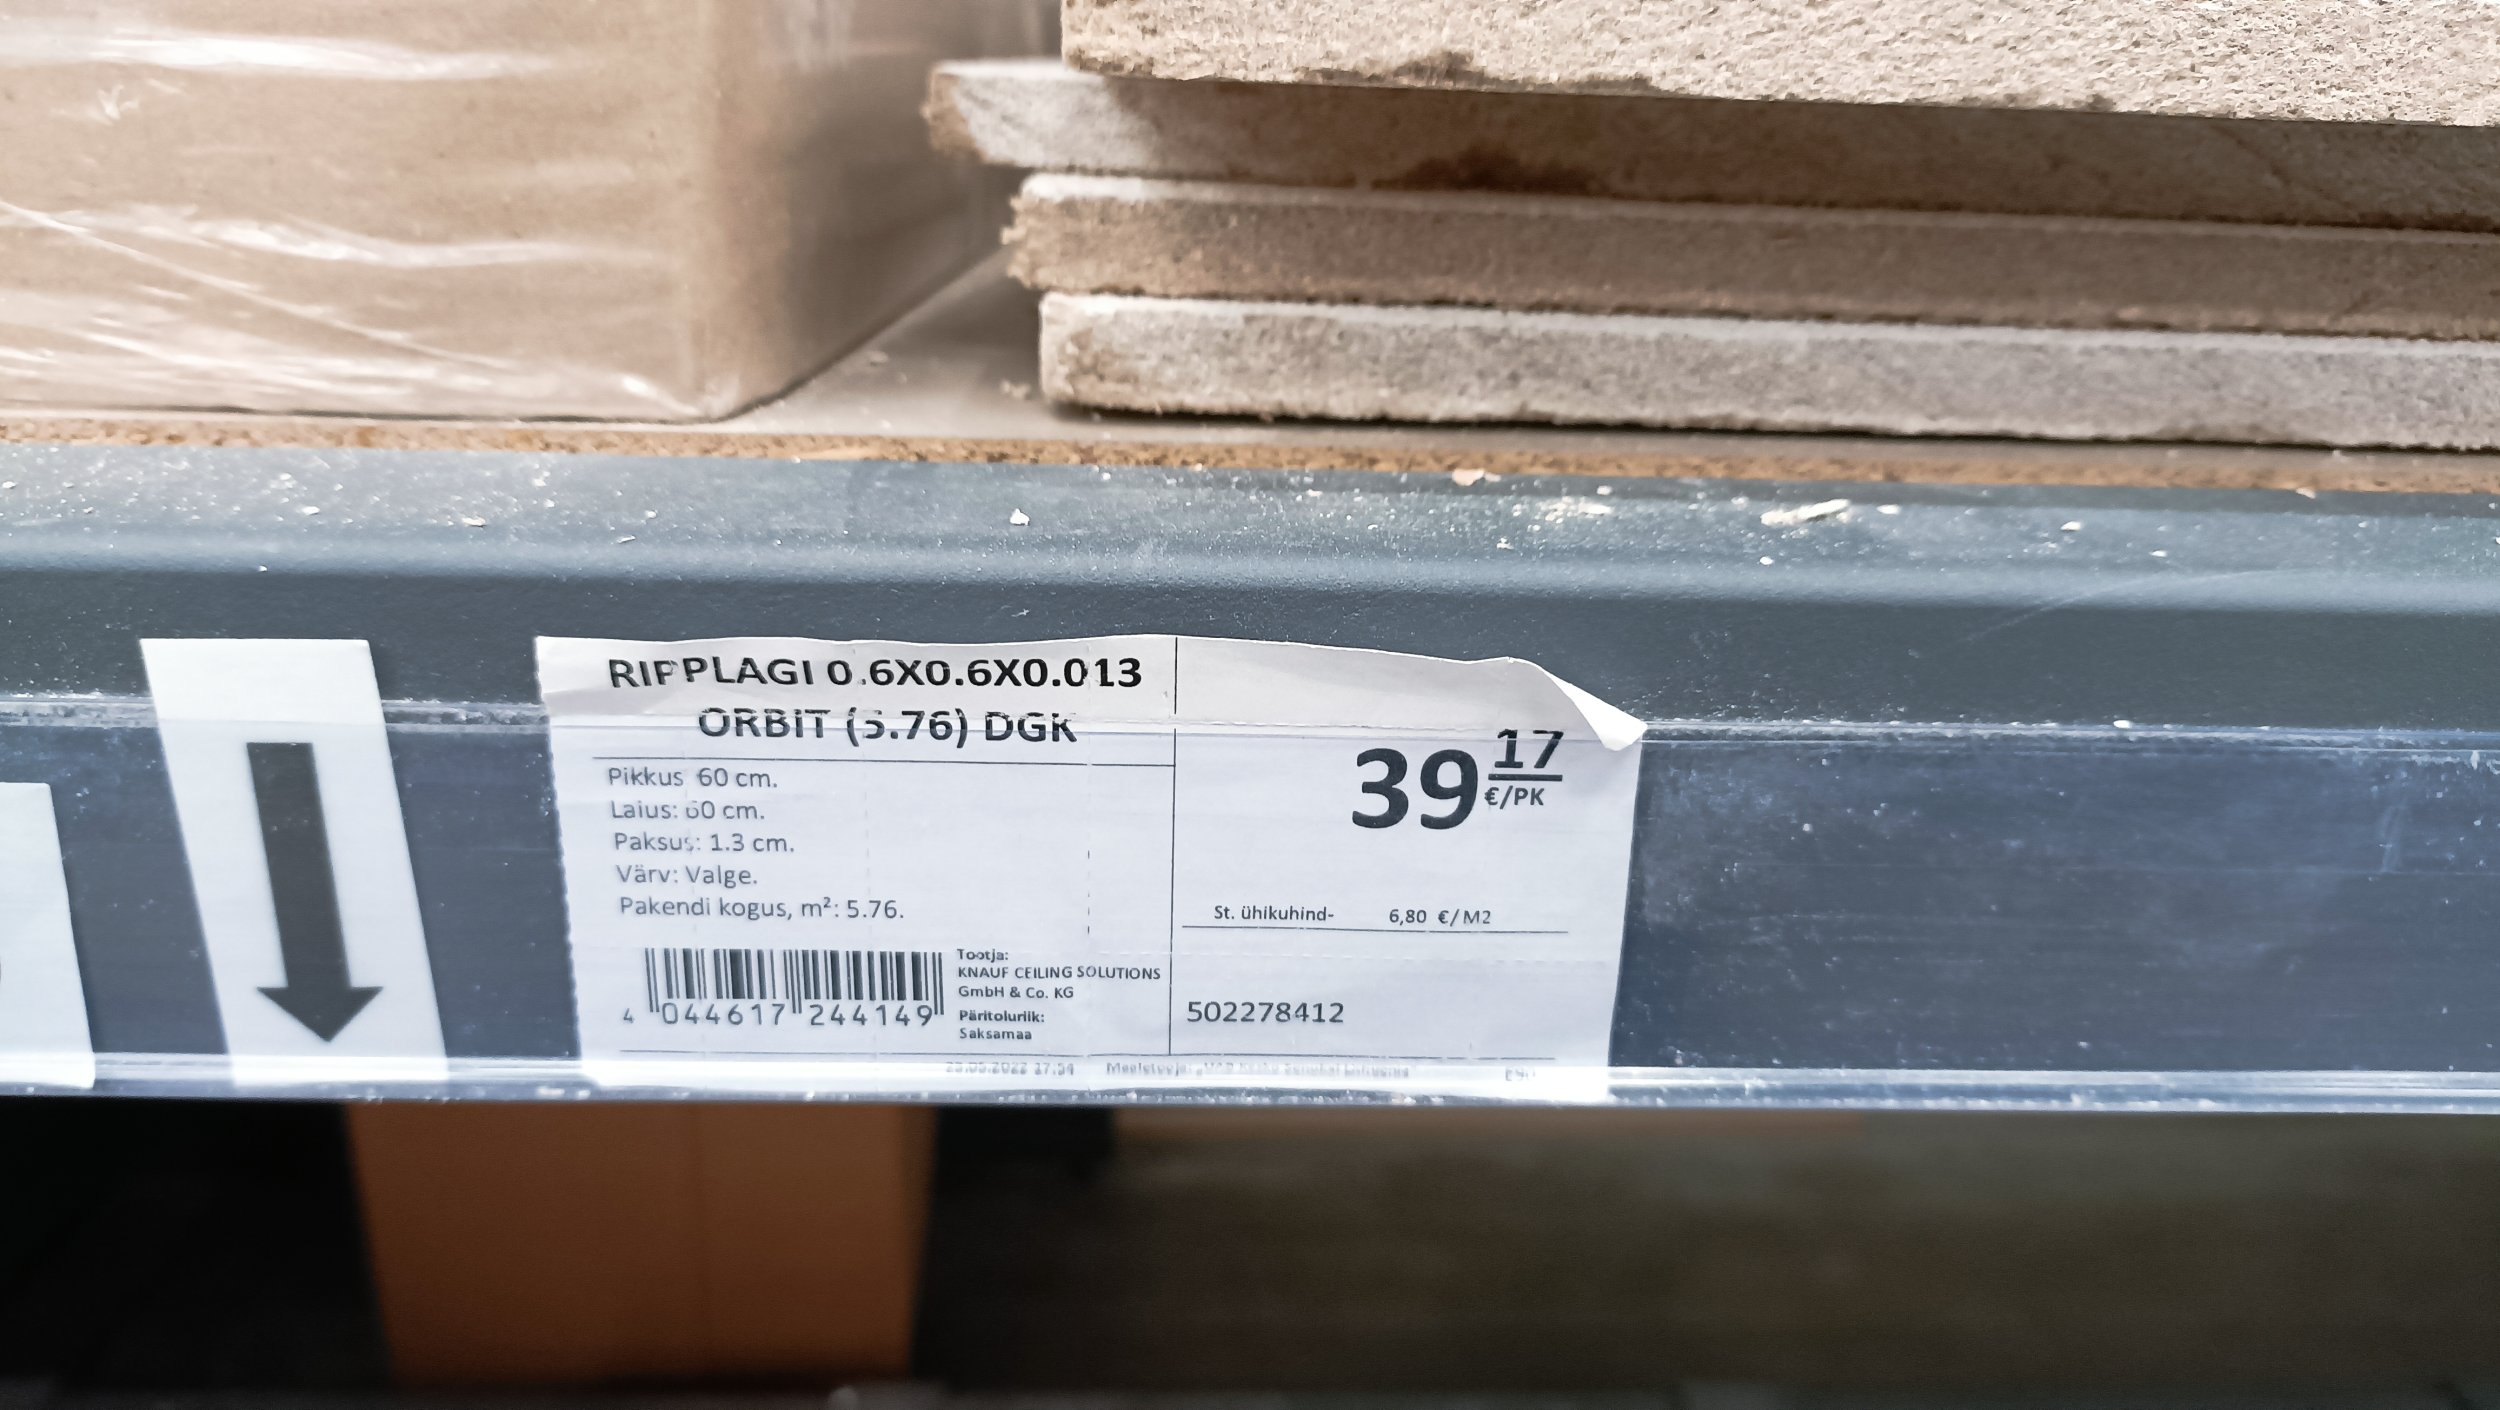 RIPPLAGI 0.6X0.6X0.013
ORBIT (5.76) DGK
Pikkus 60 cm.
Laius: 60 cm.
Paksus: 1.3 cm.
Värv: Valge.
Pakendi kogus, m²: 5.76.
4 044617 244149
Tootja:
KNAUF CEILING SOLUTIONS
GmbH & Co. KG
Päritoluriik:
Saksamaa
39 17
€/PK
St. ühikuhind- 6,80 €/M2
502278412
17:54